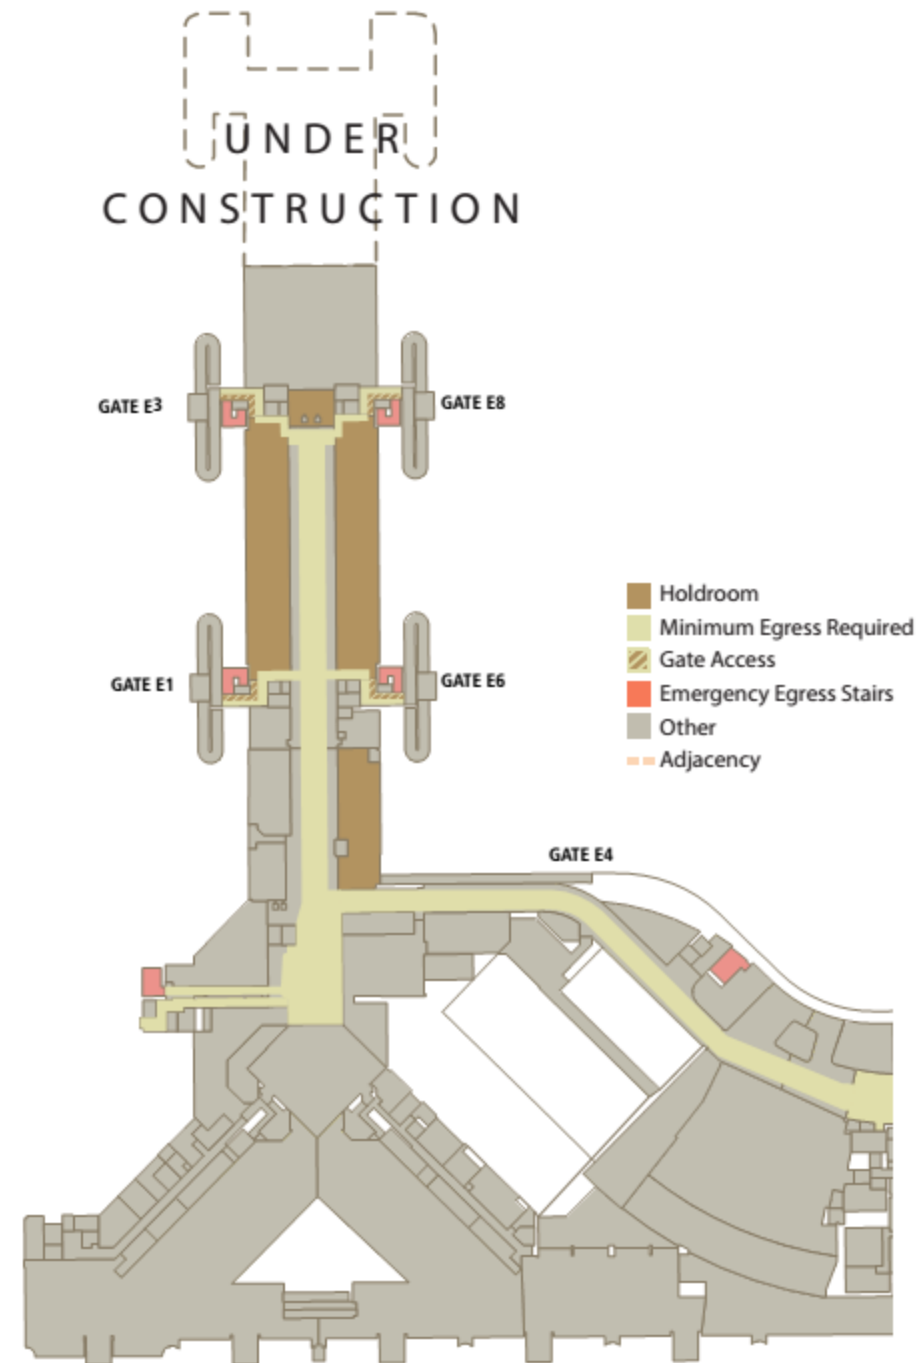 UNDER
CONSTRUCTION
GATE E3
GATE E8
GATE E1
GATE E6
Holdroom
Minimum Egress Required
Gate Access
Emergency Egress Stairs
Other
Adjacency
GATE E4